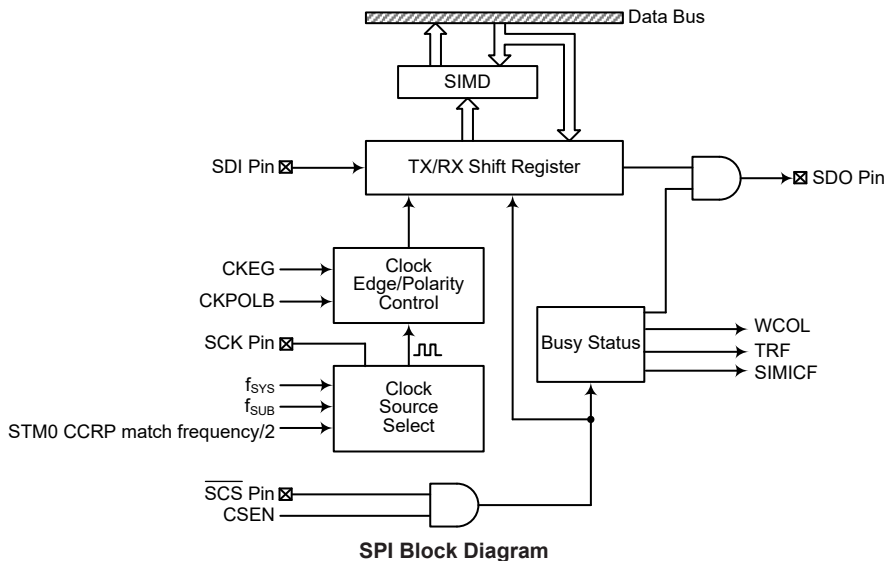 Data Bus
SIMD
SDI Pin
TX/RX Shift Register
SDO Pin
CKEG
CKPOLB
Clock
Edge/Polarity
Control
SCK Pin
Busy Status
WCOL
TRF
SIMICF
fSYS
fSUB
STM0 CCRP match frequency/2
Clock
Source
Select
SCS Pin
CSEN
SPI Block Diagram